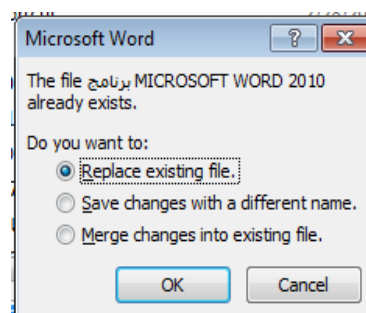 Microsoft Word
The file برنامج MICROSOFT WORD 2010
already exists.
Do you want to:
Replace existing file.
Save changes with a different name.
Merge changes into existing file.
OK
Cancel